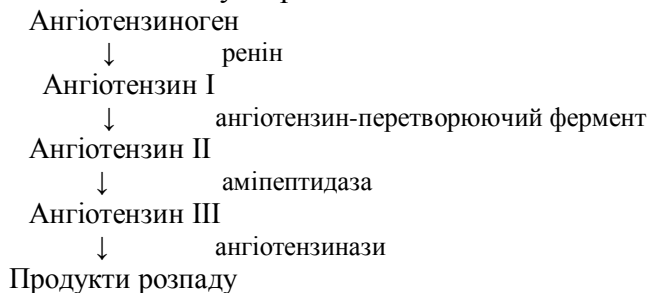 Ангіотензиноген
↓ ренін
Ангіотензин I
↓ ангіотензин-перетворюючий фермент
Ангіотензин II
↓ аміпептидаза
Ангіотензин III
↓ ангіотензинази
Продукти розпаду